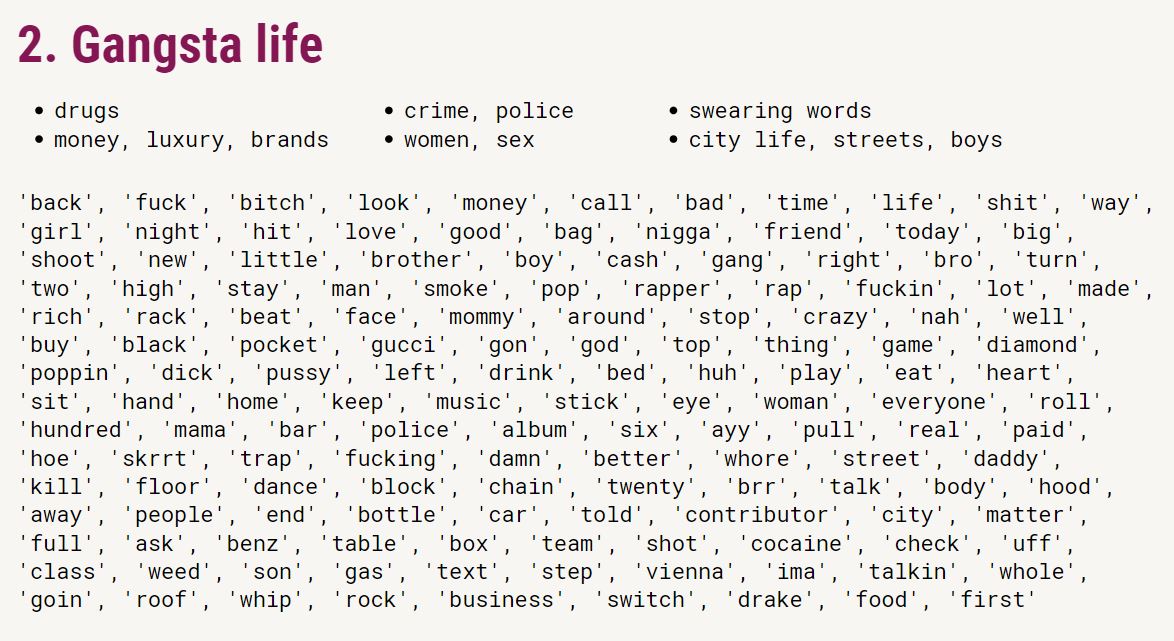 2. Gangsta life
• drugs
• money, luxury, brands
• crime, police
• women, sex
• swearing words
• city life, streets, boys
'back', 'fuck', 'bitch', 'look', 'money', 'call', 'bad', 'time', 'life', 'shit', 'way',
'girl', 'night', 'hit', 'love', 'good', 'bag', 'nigga', 'friend', 'today', 'big',
'shoot', 'new', 'little', 'brother', 'boy', 'cash', 'gang', 'right', 'bro', 'turn',
'two', 'high', 'stay', 'man', 'smoke', 'pop', 'rapper', 'rap', 'fuckin', 'lot', 'made',
'rich', 'rack', 'beat', 'face', 'mommy', 'around', 'stop', 'crazy', 'nah', 'well',
'buy', 'black', 'pocket', 'gucci', 'gon', 'god', 'top', 'thing', 'game', 'diamond',
'poppin', 'dick', 'pussy', 'left', 'drink', 'bed', 'huh', 'play', 'eat', 'heart',
'sit', 'hand', 'home', 'keep', 'music', 'stick', 'eye', 'woman', 'everyone', 'roll',
'hundred', 'mama', 'bar', 'police', 'album', 'six', 'ayy', 'pull', 'real', 'paid',
'hoe', 'skrrt', 'trap', 'fucking', 'damn', 'better', 'whore', 'street', 'daddy',
'kill', 'floor', 'dance', 'block', 'chain', 'twenty', 'brr', 'talk', 'body', 'hood',
'away', 'people', 'end', 'bottle', 'car', 'told', 'contributor', 'city', 'matter',
'full', 'ask', 'benz', 'table', 'box', 'team', 'shot', 'cocaine', 'check', 'uff',
'class', 'weed', 'son', 'gas', 'text', 'step', 'vienna', 'ima', 'talkin', 'whole',
'goin', 'roof', 'whip', 'rock', 'business', 'switch', 'drake', 'food', 'first'